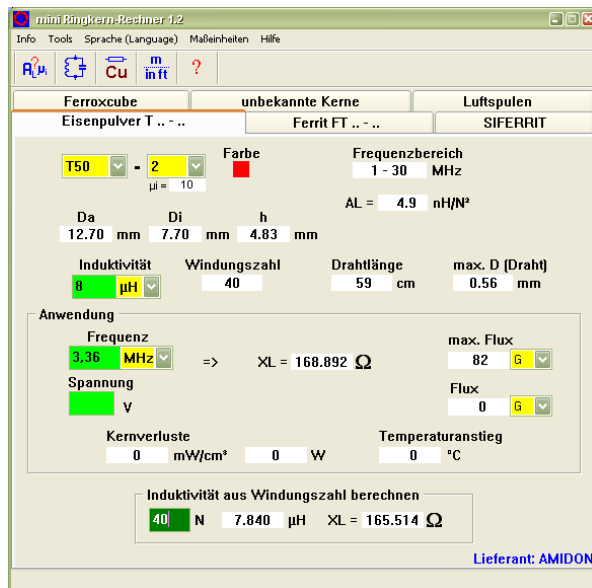 mini Ringkern-Rechner 1.2
Info Tools Sprache (Language) Maßeinheiten Hilfe
ALμi ? Cu m in ft ?
Ferroxcube unbekannte Kerne Luftspulen
Eisenpulver T .. - .. Ferrit FT .. - .. SIFERRIT
Farbe Frequenzbereich
T50 - 2 1 - 30 MHz
μi = 10
AL = 4.9 nH/N²
Da Di h
12.70 mm 7.70 mm 4.83 mm
Induktivität Windungszahl Drahtlänge max. D (Draht)
8 μH 40 59 cm 0.56 mm
Anwendung
Frequenz max. Flux
3,36 MHz => XL = 168.892 Ω 82 G
Spannung Flux
V 0 G
Kernverluste Temperaturanstieg
0 mW/cm³ 0 W 0 °C
Induktivität aus Windungszahl berechnen
40 N 7.840 μH XL = 165.514 Ω
Lieferant: AMIDON